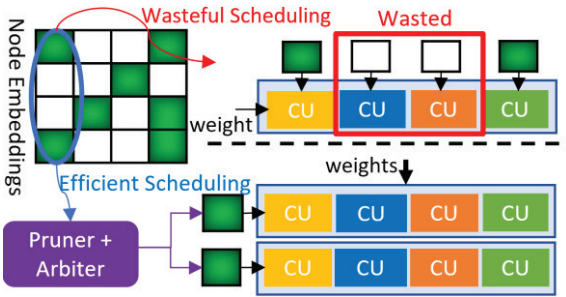 Wasteful Scheduling
Wasted
Node Embeddings
CU CU CU CU
weight
weights
Efficient Scheduling
CU CU CU CU
Pruner +
Arbiter
CU CU CU CU